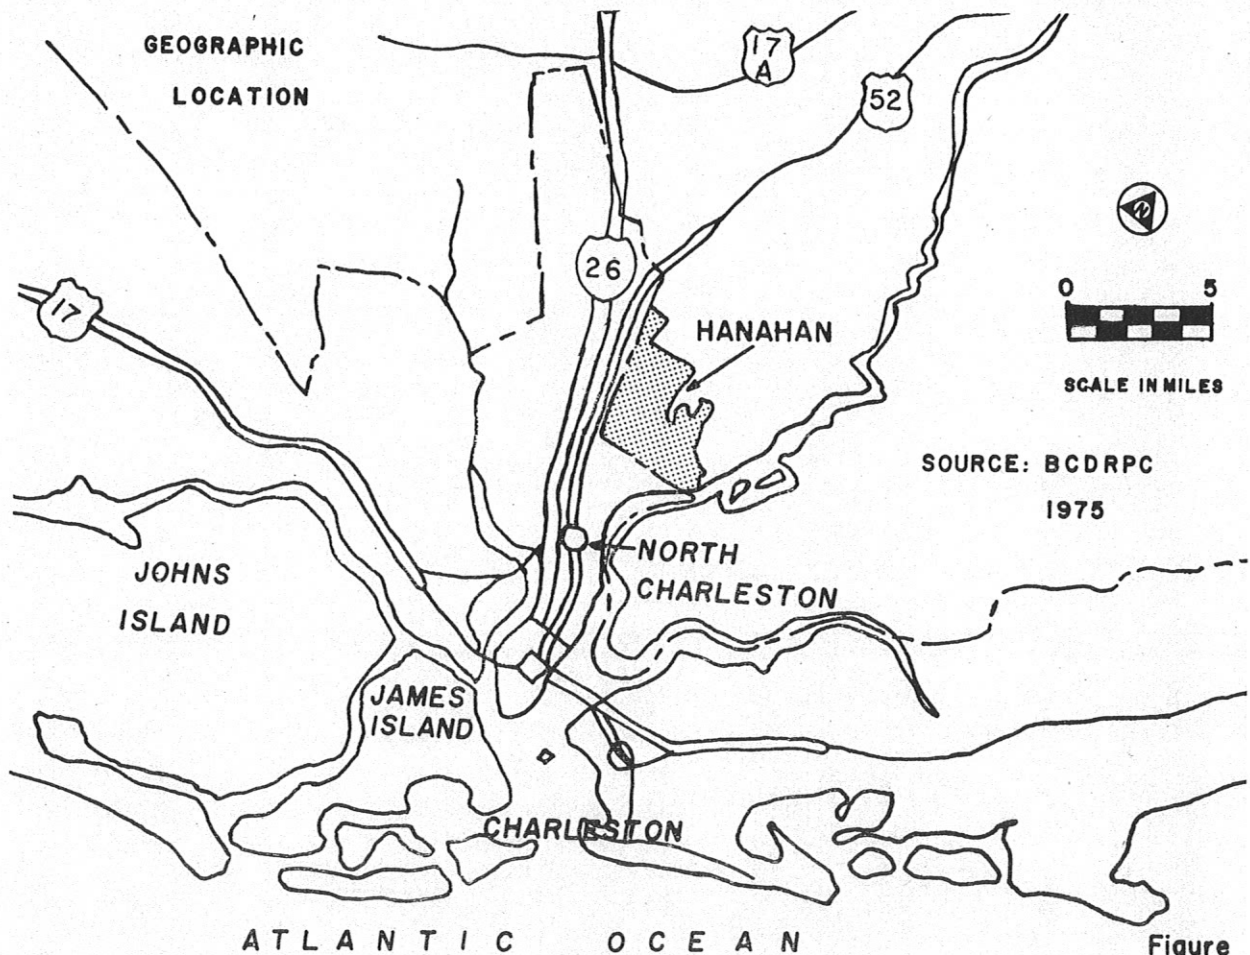 GEOGRAPHIC
LOCATION
17
A
52
26
17
N
0 5
HANAHAN
SCALE IN MILES
SOURCE: BCDRPC
1975
NORTH
CHARLESTON
JOHNS
ISLAND
JAMES
ISLAND
CHARLESTON
ATLANTIC OCEAN
Figure